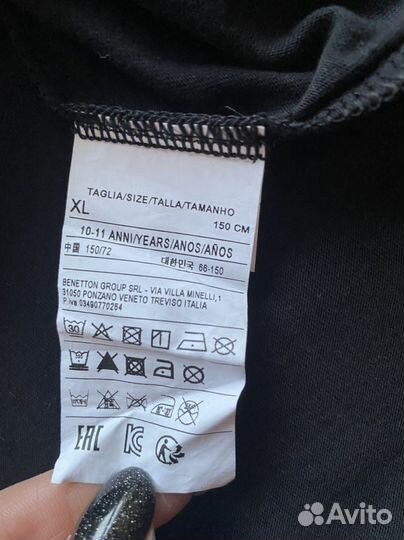 TAGLIA/SIZE/TALLA/TAMANHO
XL 150 CM
10-11 ANNI/YEARS/ANOS/AÑOS
中国 150/72 대한민국 66-150
BENETTON GROUP SRL - VIA VILLA MINELLI,1
31050 PONZANO VENETO TREVISO ITALIA
P.iva 03490770264
30
EAC
Avito